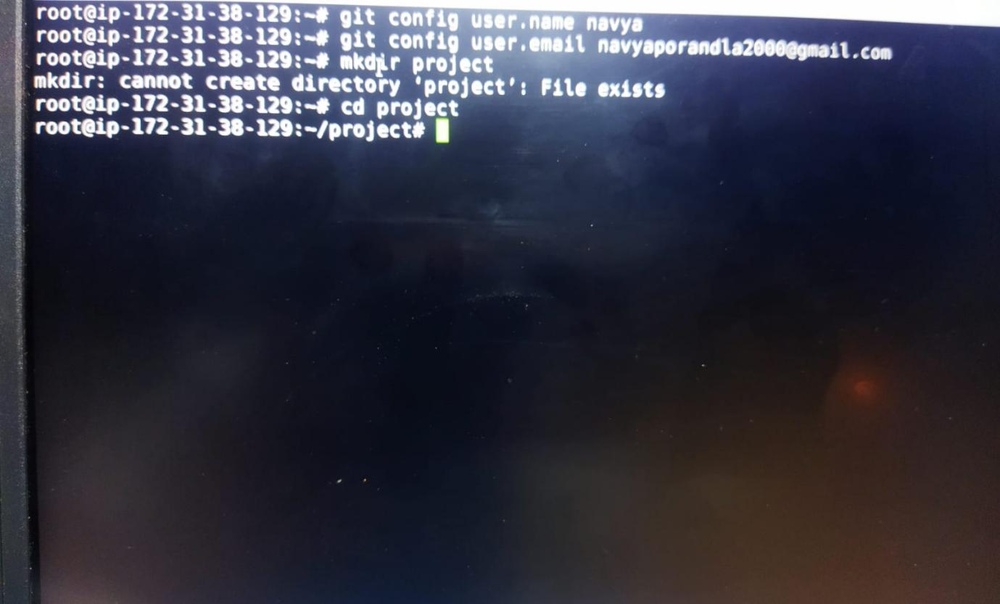 root@ip-172-31-38-129:~# git config user.name navya
root@ip-172-31-38-129:~# git config user.email navyaporandla2000@gmail.com
root@ip-172-31-38-129:~# mkdir project
mkdir: cannot create directory ‘project’: File exists
root@ip-172-31-38-129:~# cd project
root@ip-172-31-38-129:~/project#